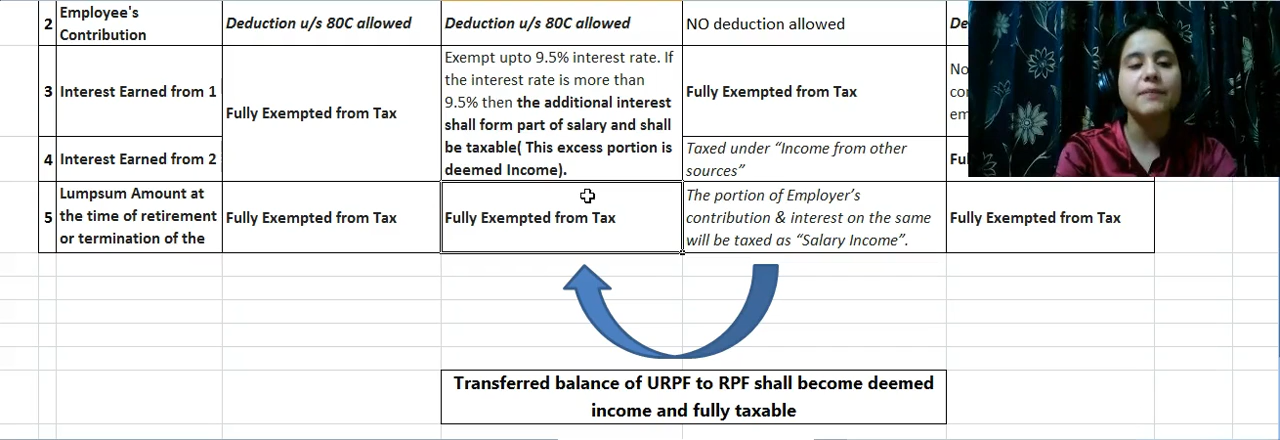 2
Employee's
Contribution
Deduction u/s 80C allowed
Deduction u/s 80C allowed
NO deduction allowed
3
Interest Earned from 1
Fully Exempted from Tax
Exempt upto 9.5% interest rate. If
the interest rate is more than
9.5% then the additional interest
shall form part of salary and shall
be taxable( This excess portion is
deemed Income).
Fully Exempted from Tax
4
Interest Earned from 2
Taxed under “Income from other
sources”
5
Lumpsum Amount at
the time of retirement
or termination of the
Fully Exempted from Tax
Fully Exempted from Tax
The portion of Employer’s
contribution & interest on the same
will be taxed as “Salary Income”.
Fully Exempted from Tax
Transferred balance of URPF to RPF shall become deemed
income and fully taxable